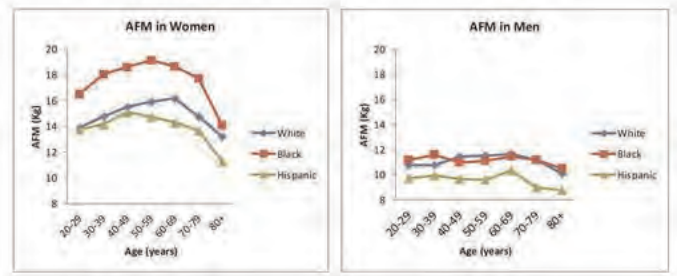 AFM in Women
20
18
16
14
12
10
8
AFM (Kg)
20-29
30-39
40-49
50-59
60-69
70-79
80+
Age (years)
White
Black
Hispanic
AFM in Men
20
18
16
14
12
10
8
AFM (Kg)
20-29
30-39
40-49
50-59
60-69
70-79
80+
Age (years)
White
Black
Hispanic